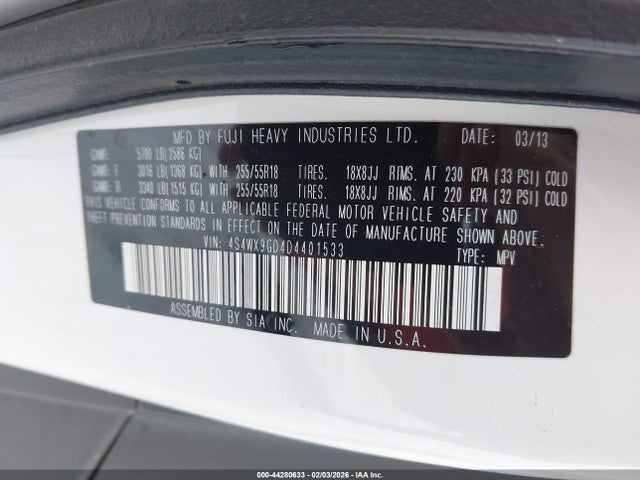 MFD BY FUJI HEAVY INDUSTRIES LTD. DATE: 03/13
GVWR: 5700 LB(2586 KG)
GAWR: F 3016 LB(1368 KG) WITH 255/55R18 TIRES. 18X8JJ RIMS. AT 230 KPA (33 PSI) COLD
GAWR: R 3340 LB(1515 KG) WITH 255/55R18 TIRES. 18X8JJ RIMS. AT 220 KPA (32 PSI) COLD
THIS VEHICLE CONFORMS TO ALL APPLICABLE FEDERAL MOTOR VEHICLE SAFETY AND
THEFT PREVENTION STANDARDS IN EFFECT ON THE DATE OF MANUFACTURE SHOWN ABOVE.
VIN: 4S4WX9GD4D4401533 TYPE: MPV
ASSEMBLED BY SIA INC. MADE IN U.S.A.
000-44280633 - 02/03/2026 - IAA Inc.